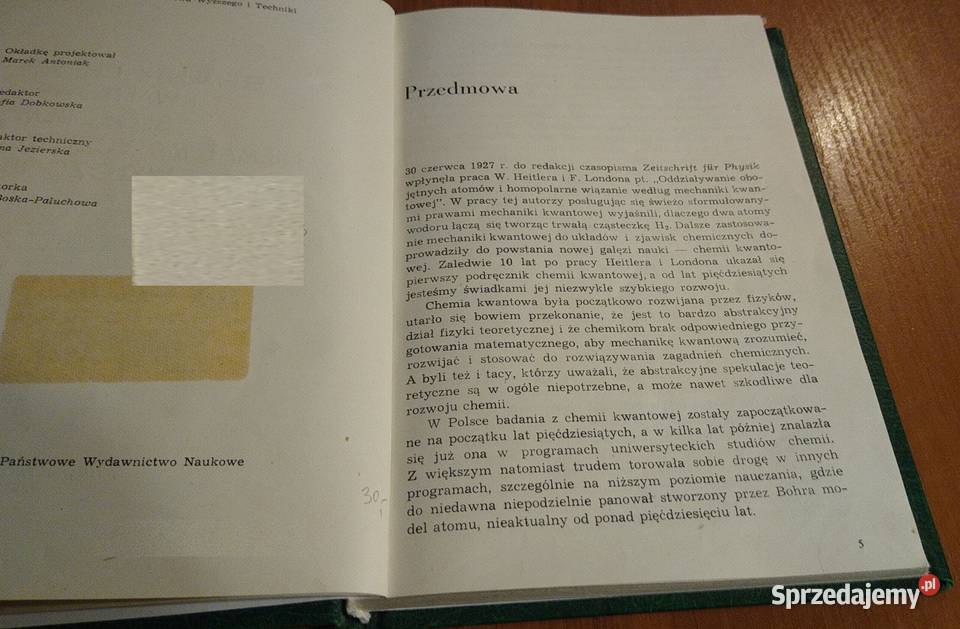 Wyższego i Techniki
Okładkę projektował
Marek Antoniak
Dobkowska
techniczny
Jezierska
Boska-Paluchowa
Państwowe Wydawnictwo Naukowe
30,-
Przedmowa
30 czerwca 1927 r. do redakcji czasopisma Zeitschrift für Physik
wpłynęła praca W. Heitlera i F. Londona pt. „Oddziaływanie obo-
jętnych atomów i homopolarne wiązanie według mechaniki kwan-
towej". W pracy tej autorzy posługując się świeżo sformułowany-
mi prawami mechaniki kwantowej wyjaśnili, dlaczego dwa atomy
wodoru łączą się tworząc trwałą cząsteczkę H₂. Dalsze zastosowa-
nie mechaniki kwantowej do układów i zjawisk chemicznych do-
prowadziły do powstania nowej gałęzi nauki — chemii kwanto-
wej. Zaledwie 10 lat po pracy Heitlera i Londona ukazał się
pierwszy podręcznik chemii kwantowej, a od lat pięćdziesiątych
jesteśmy świadkami jej niezwykle szybkiego rozwoju.
Chemia kwantowa była początkowo rozwijana przez fizyków,
utarło się bowiem przekonanie, że jest to bardzo abstrakcyjny
dział fizyki teoretycznej i że chemikom brak odpowiedniego przy-
gotowania matematycznego, aby mechanikę kwantową zrozumieć,
rozwijać i stosować do rozwiązywania zagadnień chemicznych.
A byli też i tacy, którzy uważali, że abstrakcyjne spekulacje teo-
retyczne są w ogóle niepotrzebne, a może nawet szkodliwe dla
rozwoju chemii.
W Polsce badania z chemii kwantowej zostały zapoczątkowa-
ne na początku lat pięćdziesiątych, a w kilka lat później znalazła
się już ona w programach uniwersyteckich studiów chemii.
Z większym natomiast trudem torowała sobie drogę w innych
programach, szczególnie na niższym poziomie nauczania, gdzie
do niedawna niepodzielnie panował stworzony przez Bohra mo-
del atomu, nieaktualny od ponad pięćdziesięciu lat.
5
Sprzedajemy.pl